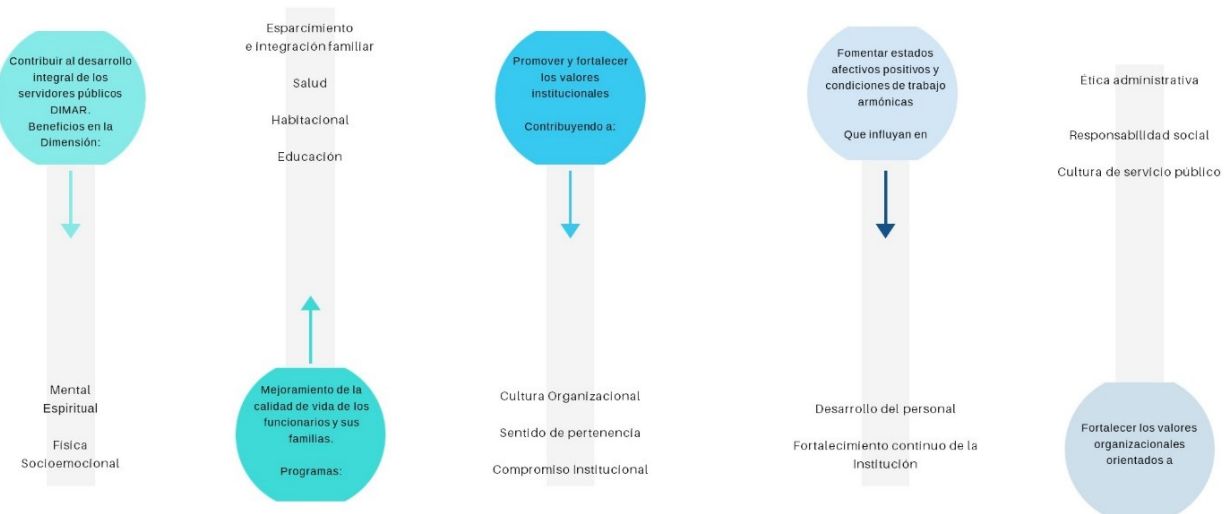 Contribuir al desarrollo
integral de los
servidores públicos
DIMAR.
Beneficios en la
Dimensión:
Mental
Espiritual
Física
Socioemocional
Esparcimiento
e integración familiar
Salud
Habitacional
Educación
Mejoramiento de la
calidad de vida de los
funcionarios y sus
familias.
Programas:
Promover y fortalecer
los valores
institucionales
Contribuyendo a:
Cultura Organizacional
Sentido de pertenencia
Compromiso Institucional
Fomentar estados
afectivos positivos y
condiciones de trabajo
armónicas
Que influyan en
Desarrollo del personal
Fortalecimiento continuo de la
Institución
Ética administrativa
Responsabilidad social
Cultura de servicio público
Fortalecer los valores
organizacionales
orientados a